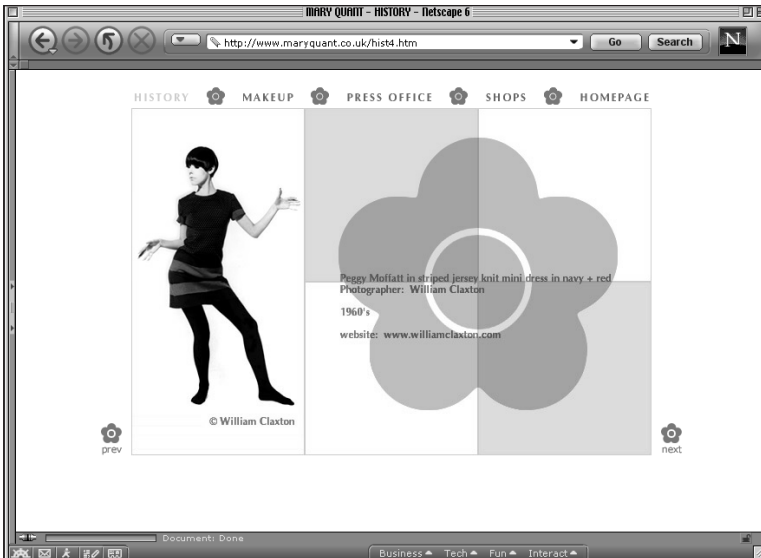 MARY QUANT – HISTORY – Netscape 6
http://www.maryquant.co.uk/hist4.htm
Go
Search
N
HISTORY MAKEUP PRESS OFFICE SHOPS HOMEPAGE
Peggy Moffatt in striped jersey knit mini dress in navy + red
Photographer: William Claxton
1960's
website: www.williamclaxton.com
© William Claxton
prev
next
Document: Done
Business Tech Fun Interact